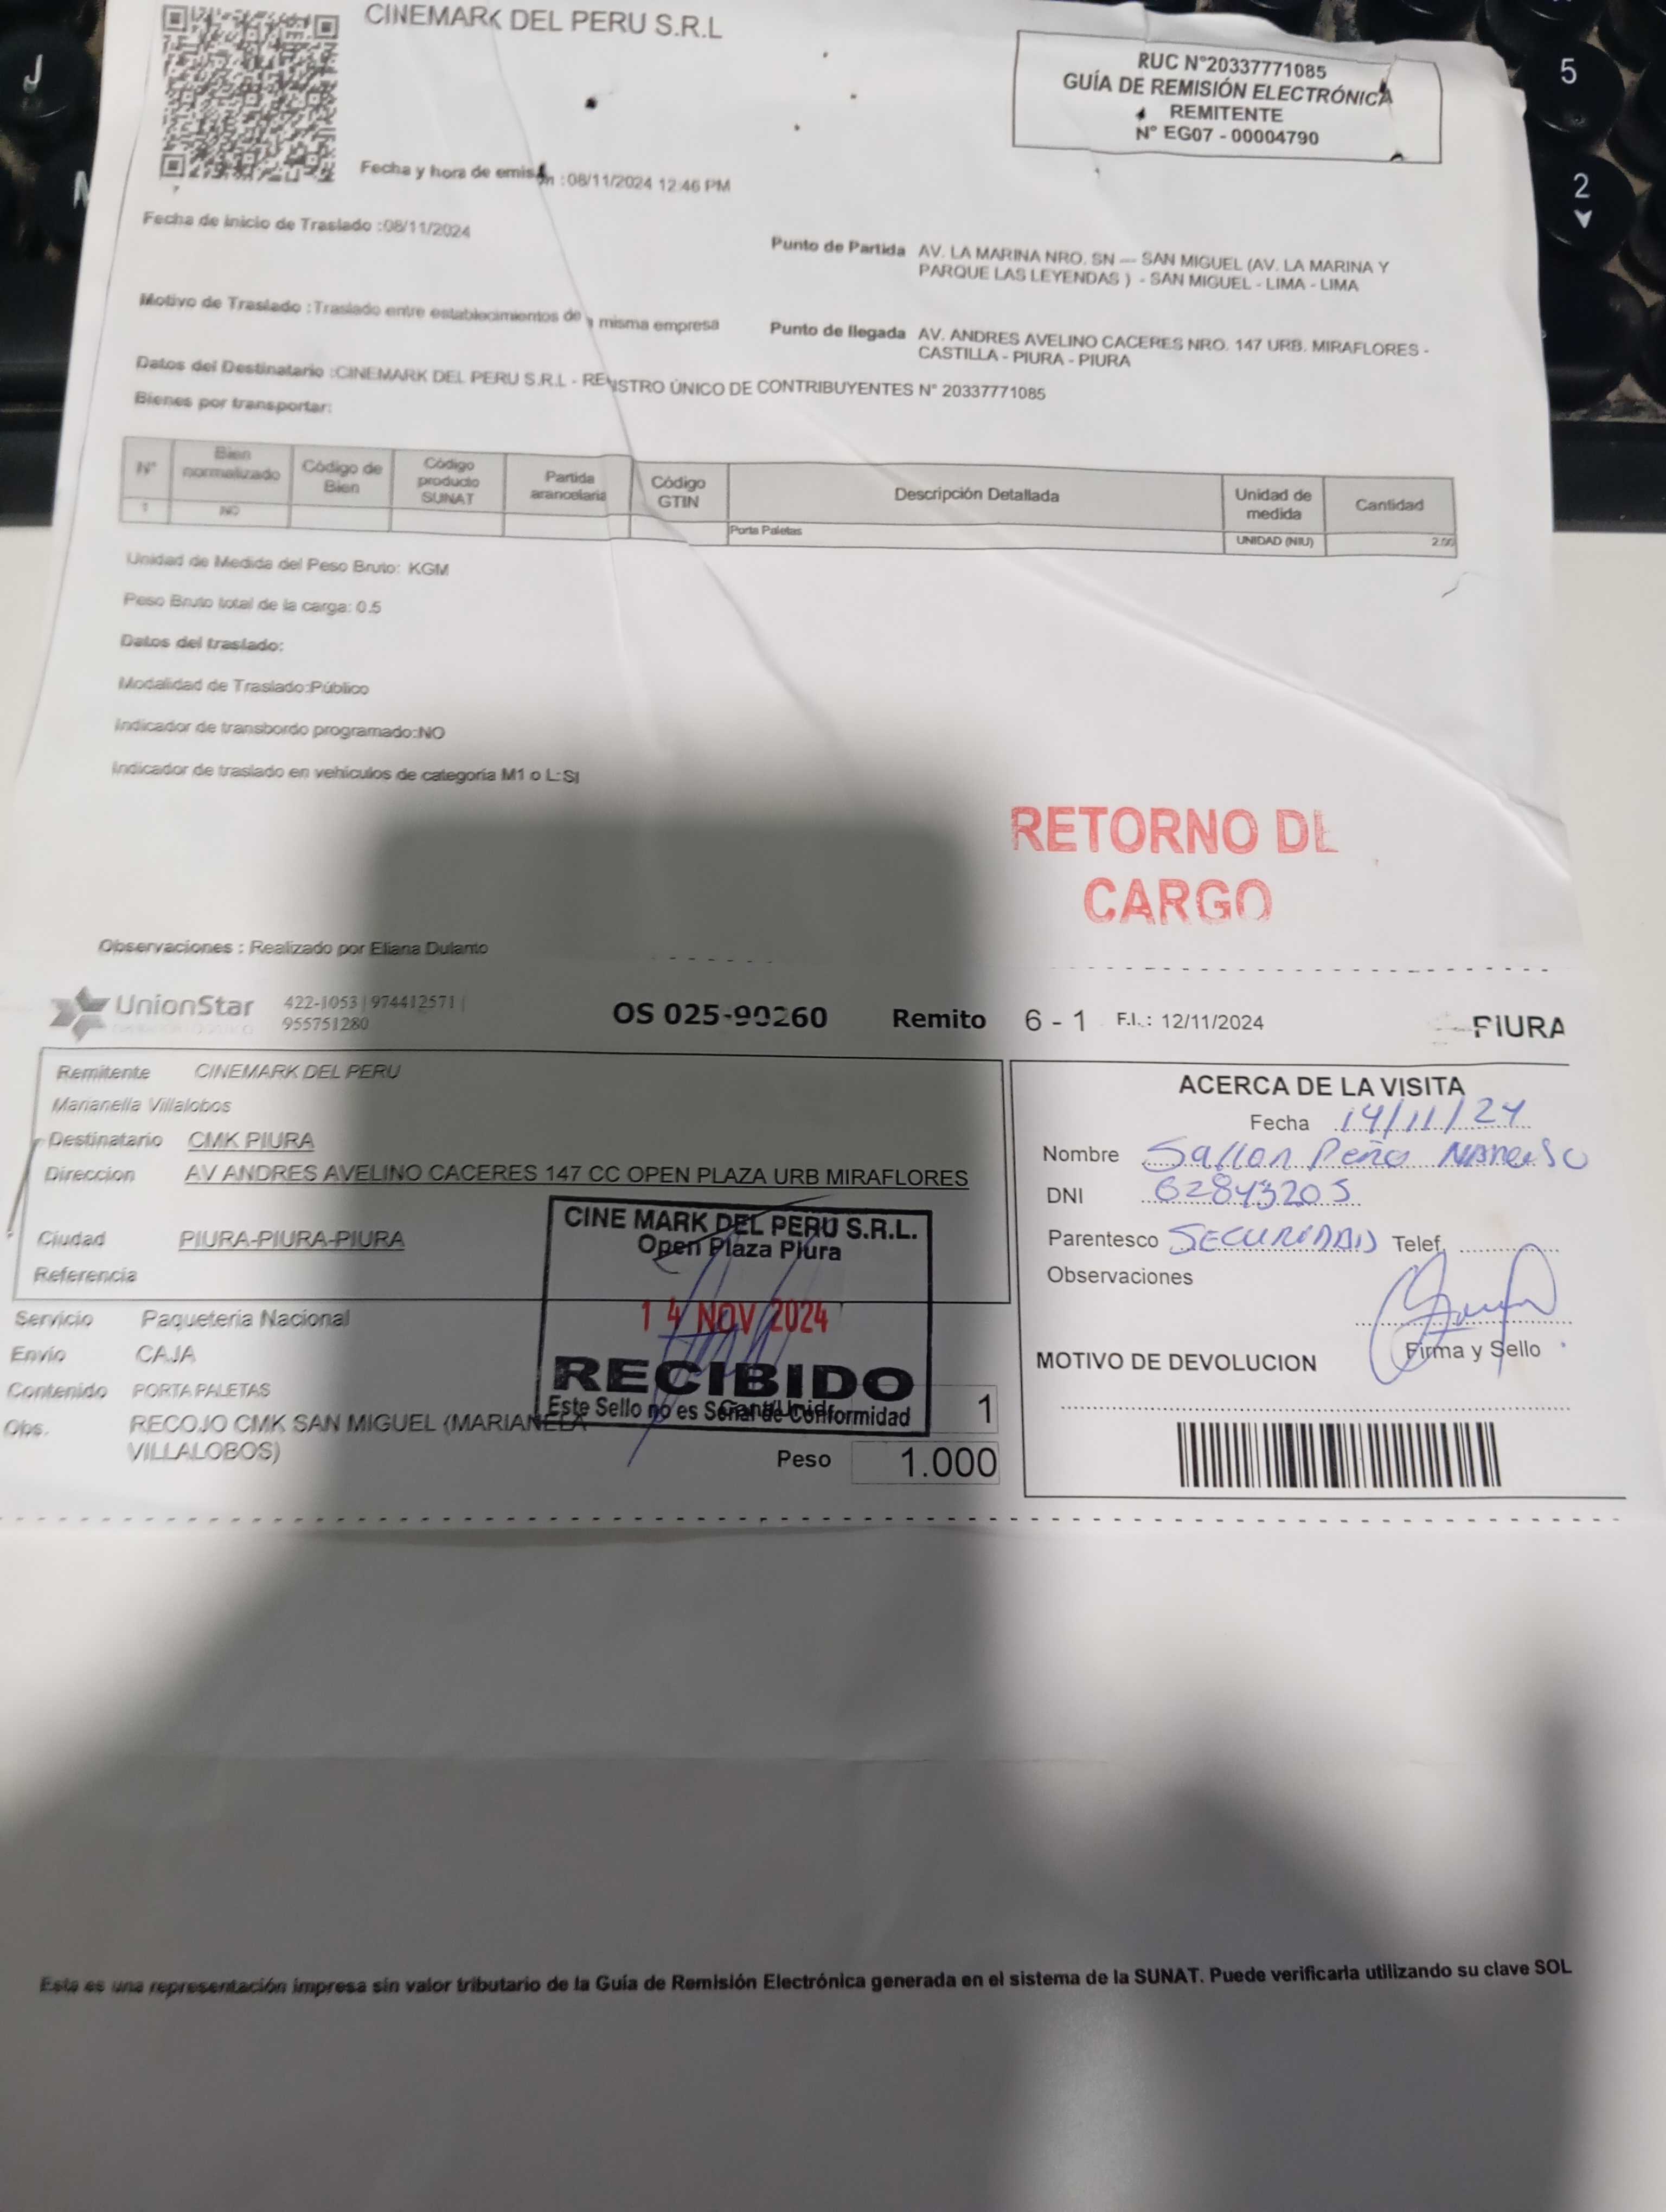 CINEMARK DEL PERU S.R.L
RUC N°20337771085
GUÍA DE REMISIÓN ELECTRÓNICA
REMITENTE
N° EG07 - 00004790
Fecha y hora de emisión :08/11/2024 12:46 PM
Fecha de inicio de Traslado :08/11/2024
Punto de Partida AV. LA MARINA NRO. SN --- SAN MIGUEL (AV. LA MARINA Y
PARQUE LAS LEYENDAS ) - SAN MIGUEL - LIMA - LIMA
Motivo de Traslado :Traslado entre establecimientos de la misma empresa
Punto de llegada AV. ANDRES AVELINO CACERES NRO. 147 URB. MIRAFLORES -
CASTILLA - PIURA - PIURA
Datos del Destinatario :CINEMARK DEL PERU S.R.L - REGISTRO ÚNICO DE CONTRIBUYENTES N° 20337771085
Bienes por transportar:
N° Bien normalizado Código de Bien Código producto SUNAT Partida arancelaria Código GTIN Descripción Detallada Unidad de medida Cantidad
1 NO Porta Paletas UNIDAD (NIU) 2.00
Unidad de Medida del Peso Bruto: KGM
Peso Bruto total de la carga: 0.5
Datos del traslado:
Modalidad de Traslado:Público
Indicador de transbordo programado:NO
Indicador de traslado en vehículos de categoría M1 o L:SI
RETORNO DE
CARGO
Observaciones : Realizado por Eliana Dulanto
UnionStar 422-1053 | 974412571 |
955751280
OS 025-90260 Remito 6 - 1 F.I.: 12/11/2024 PIURA
Remitente CINEMARK DEL PERU
Marianella Villalobos
Destinatario CMK PIURA
Direccion AV ANDRES AVELINO CACERES 147 CC OPEN PLAZA URB MIRAFLORES
Ciudad PIURA-PIURA-PIURA
Referencia
Servicio Paqueteria Nacional
Envio CAJA
Contenido PORTA PALETAS
Obs. RECOJO CMK SAN MIGUEL (MARIANELA
VILLALOBOS)
Cant/Unid 1
Peso 1.000
CINE MARK DEL PERU S.R.L.
Open Plaza Piura
14 NOV 2024
RECIBIDO
Este Sello no es Señal de Conformidad
ACERCA DE LA VISITA
Fecha 14/11/24
Nombre Sallon Peña
DNI 62843205
Parentesco SECURIDAD Telef.
Observaciones
Firma y Sello
MOTIVO DE DEVOLUCION
Esta es una representación impresa sin valor tributario de la Guía de Remisión Electrónica generada en el sistema de la SUNAT. Puede verificarla utilizando su clave SOL
J
5
2